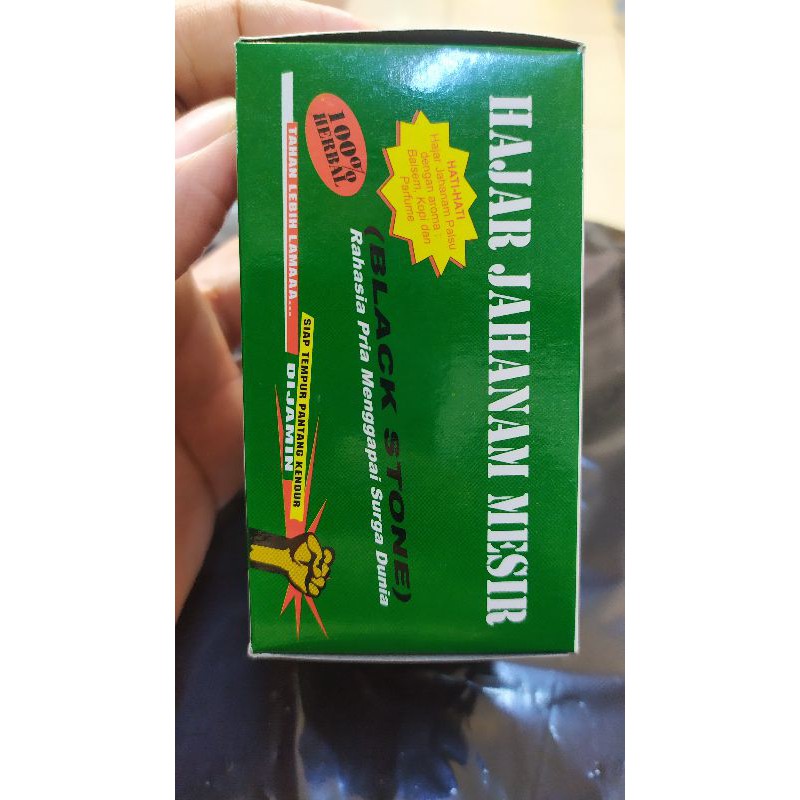 HAJAR JAHANAM MESIR
HATI-HATI
Hajar Jahanam Palsu
dengan aroma :
Balsem, Kopi dan
Parfume
(BLACK STONE)
Rahasia Pria Menggapai Surga Dunia
100%
HERBAL
SIAP TEMPUR PANTANG KENDUR
TAHAN LEBIH LAMAAA...
DIJAMIN